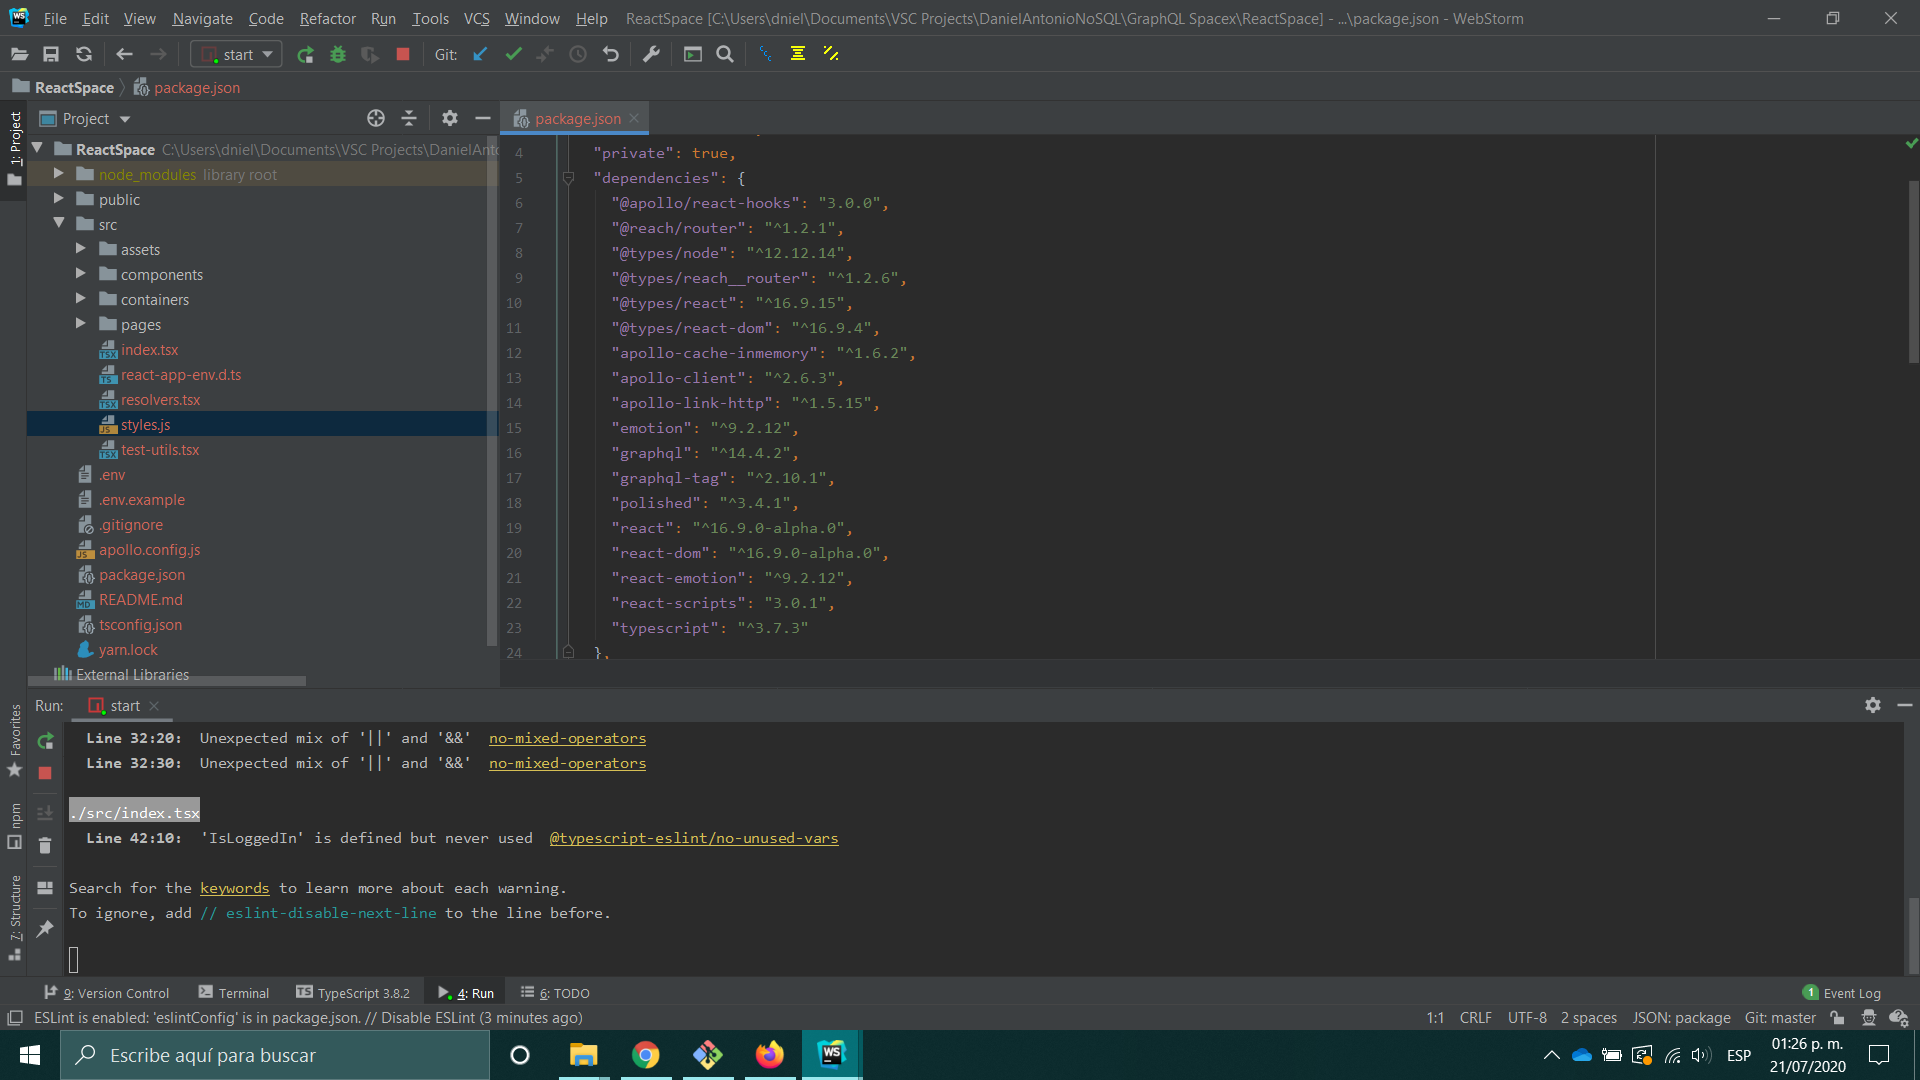 File Edit View Navigate Code Refactor Run Tools VCS Window Help ReactSpace [C:\Users\dniel\Documents\VSC Projects\DanielAntonioNoSQL\GraphQL Spacex\ReactSpace] - ...\package.json - WebStorm
start Git:
ReactSpace package.json
1: Project
Project
package.json
ReactSpace C:\Users\dniel\Documents\VSC Projects\DanielAnto
node_modules library root
public
src
assets
components
containers
pages
index.tsx
react-app-env.d.ts
resolvers.tsx
styles.js
test-utils.tsx
.env
.env.example
.gitignore
apollo.config.js
package.json
README.md
tsconfig.json
yarn.lock
External Libraries
4 "private": true,
5 "dependencies": {
6 "@apollo/react-hooks": "3.0.0",
7 "@reach/router": "^1.2.1",
8 "@types/node": "^12.12.14",
9 "@types/reach__router": "^1.2.6",
10 "@types/react": "^16.9.15",
11 "@types/react-dom": "^16.9.4",
12 "apollo-cache-inmemory": "^1.6.2",
13 "apollo-client": "^2.6.3",
14 "apollo-link-http": "^1.5.15",
15 "emotion": "^9.2.12",
16 "graphql": "^14.4.2",
17 "graphql-tag": "^2.10.1",
18 "polished": "^3.4.1",
19 "react": "^16.9.0-alpha.0",
20 "react-dom": "^16.9.0-alpha.0",
21 "react-emotion": "^9.2.12",
22 "react-scripts": "3.0.1",
23 "typescript": "^3.7.3"
24 },
Run: start
Favorites
npm
7: Structure
Line 32:20: Unexpected mix of '||' and '&&' no-mixed-operators
Line 32:30: Unexpected mix of '||' and '&&' no-mixed-operators
./src/index.tsx
Line 42:10: 'IsLoggedIn' is defined but never used @typescript-eslint/no-unused-vars
Search for the keywords to learn more about each warning.
To ignore, add // eslint-disable-next-line to the line before.
9: Version Control Terminal TypeScript 3.8.2 4: Run 6: TODO 1 Event Log
ESLint is enabled: 'eslintConfig' is in package.json. // Disable ESLint (3 minutes ago) 1:1 CRLF UTF-8 2 spaces JSON: package Git: master
Escribe aquí para buscar
ESP
01:26 p. m.
21/07/2020